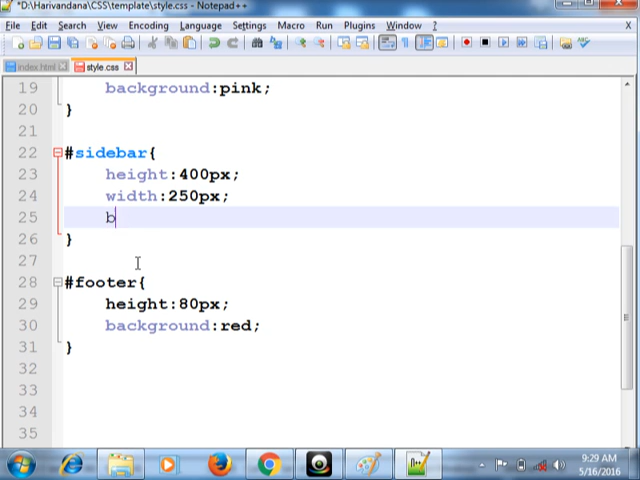 *D:\Harivandana\CSS\template\style.css - Notepad++
File Edit Search View Encoding Language Settings Macro Run Plugins Window ? X
index.html style.css
19 background:pink;
20 }
21
22 #sidebar{
23 height:400px;
24 width:250px;
25 b
26 }
27
28 #footer{
29 height:80px;
30 background:red;
31 }
32
33
34
35
9:29 AM
5/16/2016